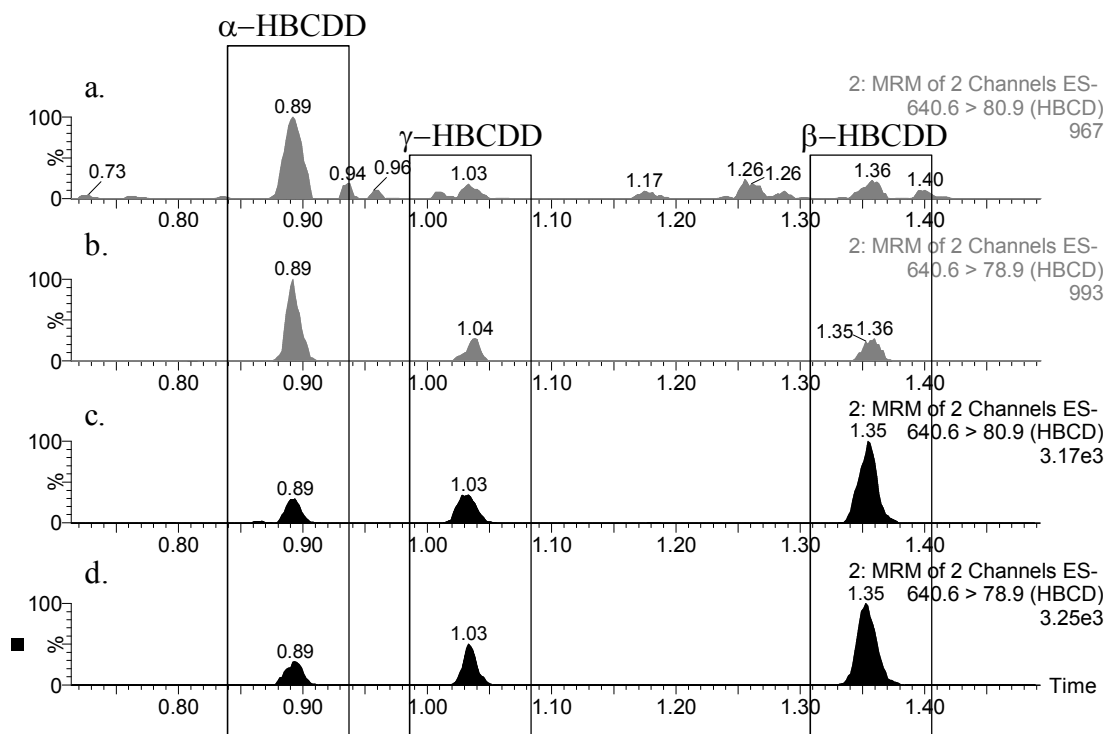 α–HBCDD
a.
2: MRM of 2 Channels ES-
640.6 > 80.9 (HBCD)
967
γ–HBCDD
β–HBCDD
100
%
0
0.73
0.89
0.94
0.96
1.03
1.17
1.26
1.26
1.36
1.40
0.80 0.90 1.00 1.10 1.20 1.30 1.40
b.
2: MRM of 2 Channels ES-
640.6 > 78.9 (HBCD)
993
100
%
0
0.89
1.04
1.35
1.36
0.80 0.90 1.00 1.10 1.20 1.30 1.40
c.
2: MRM of 2 Channels ES-
640.6 > 80.9 (HBCD)
3.17e3
100
%
0
0.89
1.03
1.35
0.80 0.90 1.00 1.10 1.20 1.30 1.40
d.
2: MRM of 2 Channels ES-
640.6 > 78.9 (HBCD)
3.25e3
100
%
0
0.89
1.03
1.35
Time
0.80 0.90 1.00 1.10 1.20 1.30 1.40